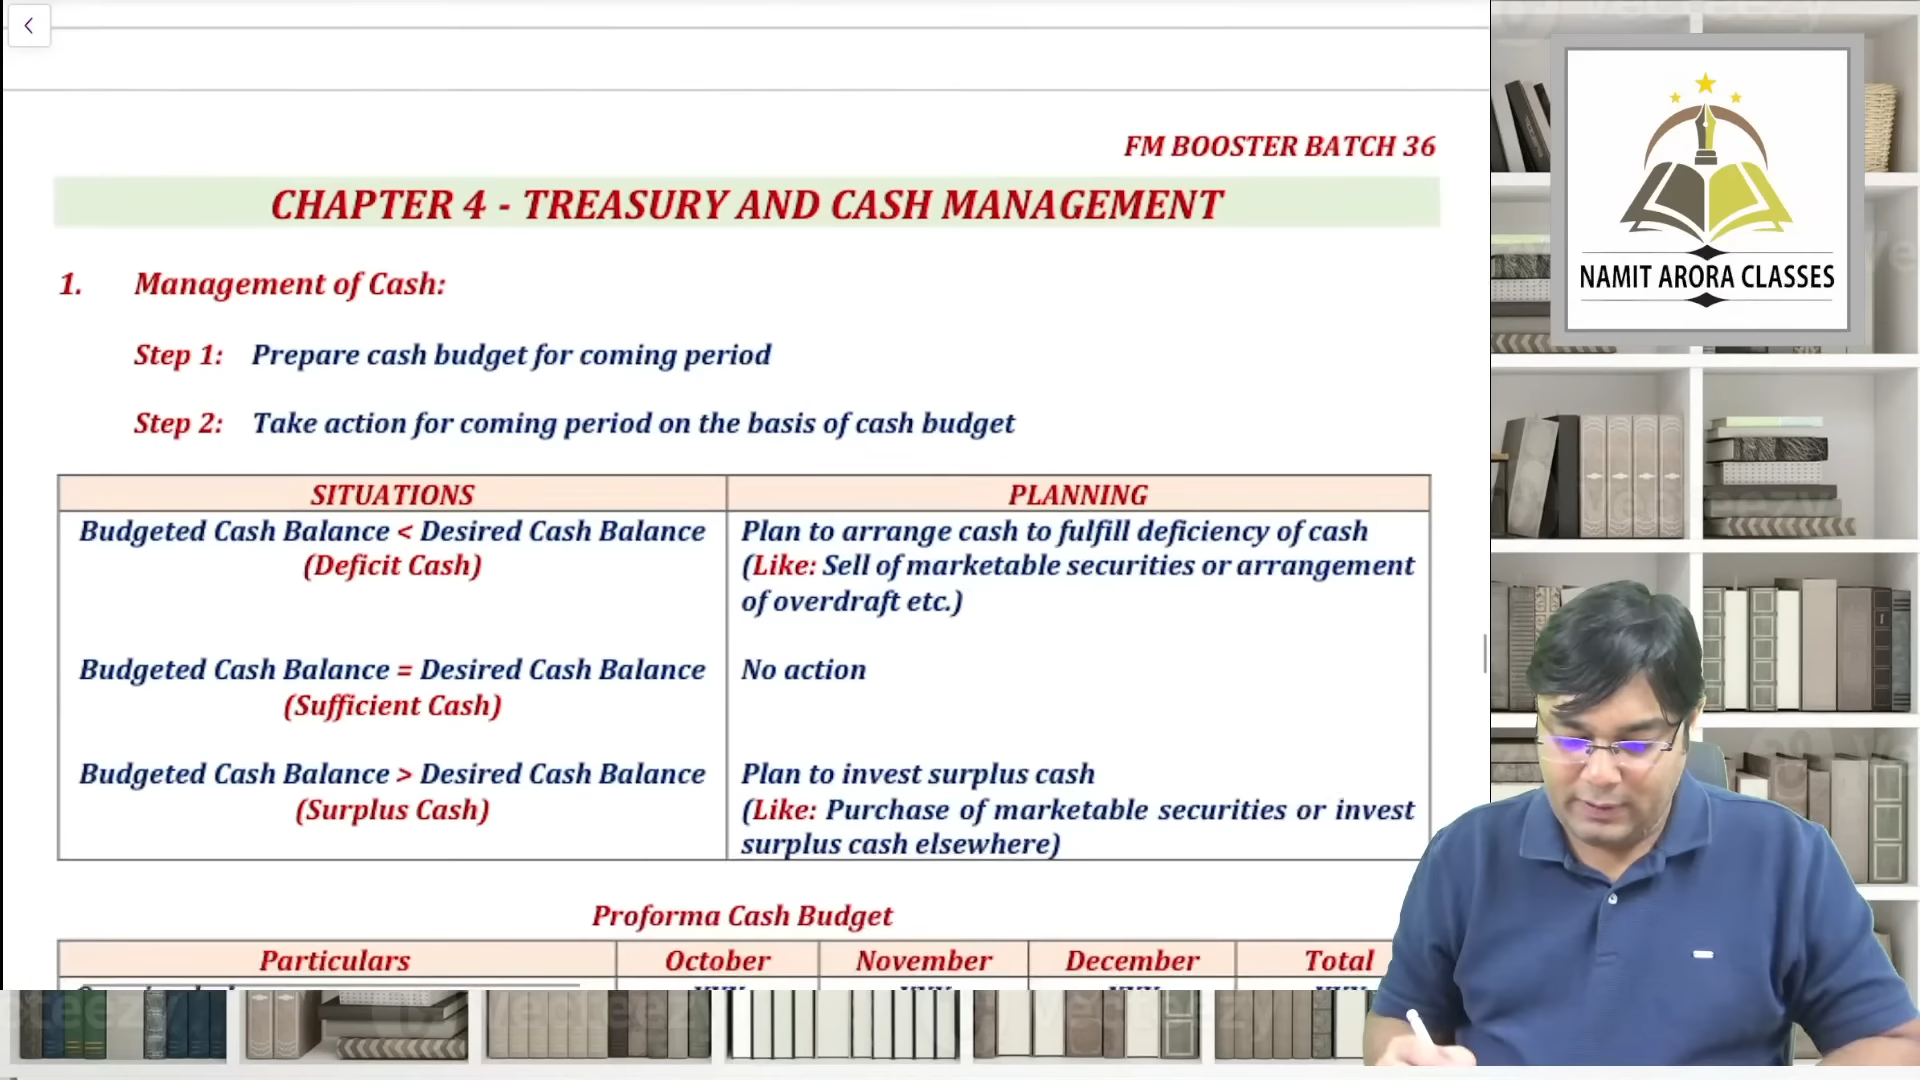 FM BOOSTER BATCH 36
CHAPTER 4 - TREASURY AND CASH MANAGEMENT
1. Management of Cash:
Step 1: Prepare cash budget for coming period
Step 2: Take action for coming period on the basis of cash budget
SITUATIONS PLANNING
Budgeted Cash Balance < Desired Cash Balance
(Deficit Cash)
Plan to arrange cash to fulfill deficiency of cash
(Like: Sell of marketable securities or arrangement
of overdraft etc.)
Budgeted Cash Balance = Desired Cash Balance
(Sufficient Cash)
No action
Budgeted Cash Balance > Desired Cash Balance
(Surplus Cash)
Plan to invest surplus cash
(Like: Purchase of marketable securities or invest
surplus cash elsewhere)
Proforma Cash Budget
Particulars October November December Total
NAMIT ARORA CLASSES